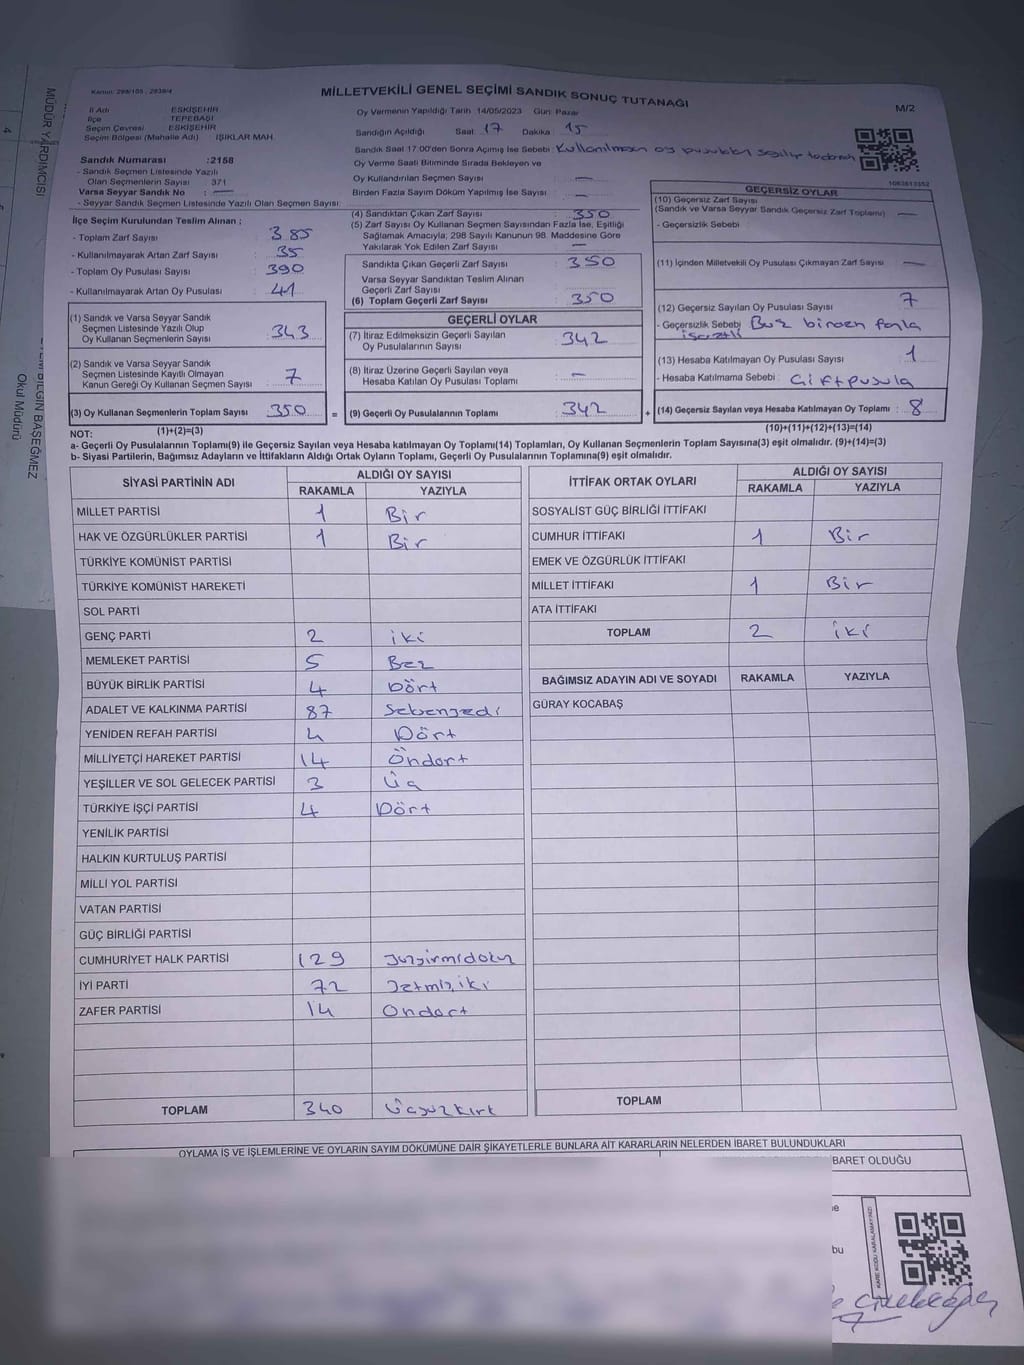 MÜDÜR YARDIMCISI
BİLGİN BAŞEĞMEZ
Okul Müdürü
Kanun: 298/105 , 2839/4
MİLLETVEKİLİ GENEL SEÇİMİ SANDIK SONUÇ TUTANAĞI
M/2
İl Adı ESKİŞEHİR
İlçe TEPEBAŞI
Seçim Çevresi ESKİŞEHİR
Seçim Bölgesi (Mahalle Adı) IŞIKLAR MAH.
Oy Vermenin Yapıldığı Tarih 14/05/2023 Gün: Pazar
Sandığın Açıldığı Saat 17 Dakika 15
Sandık Saat 17:00'den Sonra Açımış İse Sebebi : Kullanılmayan oy pusulaları
Oy Verme Saati Bitiminde Sırada Bekleyen ve
Oy Kullandırılan Seçmen Sayısı : —
Birden Fazla Sayım Döküm Yapılmış İse Sayısı : —
1083813352
Sandık Numarası :2158
- Sandık Seçmen Listesinde Yazılı
Olan Seçmenlerin Sayısı : 371
Varsa Seyyar Sandık No : —
- Seyyar Sandık Seçmen Listesinde Yazılı Olan Seçmen Sayısı:
İlçe Seçim Kurulundan Teslim Alınan ;
- Toplam Zarf Sayısı : 385
- Kullanılmayarak Artan Zarf Sayısı : 35
- Toplam Oy Pusulası Sayısı : 390
- Kullanılmayarak Artan Oy Pusulası : 41
(1) Sandık ve Varsa Seyyar Sandık
Seçmen Listesinde Yazılı Olup
Oy Kullanan Seçmenlerin Sayısı : 343
(2) Sandık ve Varsa Seyyar Sandık
Seçmen Listesinde Kayıtlı Olmayan
Kanun Gereği Oy Kullanan Seçmen Sayısı : 7
(3) Oy Kullanan Seçmenlerin Toplam Sayısı : 350
(1)+(2)=(3)
(4) Sandıktan Çıkan Zarf Sayısı : 350
(5) Zarf Sayısı Oy Kullanan Seçmen Sayısından Fazla İse, Eşitliği
Sağlamak Amacıyla, 298 Sayılı Kanunun 98. Maddesine Göre
Yakılarak Yok Edilen Zarf Sayısı : —
Sandıkta Çıkan Geçerli Zarf Sayısı : 350
Varsa Seyyar Sandıktan Teslim Alınan
Geçerli Zarf Sayısı
(6) Toplam Geçerli Zarf Sayısı : 350
GEÇERLİ OYLAR
(7) İtiraz Edilmeksizin Geçerli Sayılan
Oy Pusulalarının Sayısı : 342
(8) İtiraz Üzerine Geçerli Sayılan veya
Hesaba Katılan Oy Pusulası Toplamı : —
= (9) Geçerli Oy Pusulalarının Toplamı : 342
GEÇERSİZ OYLAR
(10) Geçersiz Zarf Sayısı
(Sandık ve Varsa Seyyar Sandık Geçersiz Zarf Toplamı) : —
- Geçersizlik Sebebi :
(11) İçinden Milletvekili Oy Pusulası Çıkmayan Zarf Sayısı : —
(12) Geçersiz Sayılan Oy Pusulası Sayısı : 7
- Geçersizlik Sebebi : birden fazla
(13) Hesaba Katılmayan Oy Pusulası Sayısı : 1
- Hesaba Katılmama Sebebi : Çift pusula
+ (14) Geçersiz Sayılan veya Hesaba Katılmayan Oy Toplamı : 8
(10)+(11)+(12)+(13)=(14)
NOT:
a- Geçerli Oy Pusulalarının Toplamı(9) ile Geçersiz Sayılan veya Hesaba katılmayan Oy Toplamı(14) Toplamları, Oy Kullanan Seçmenlerin Toplam Sayısına(3) eşit olmalıdır. (9)+(14)=(3)
b- Siyasi Partilerin, Bağımsız Adayların ve İttifakların Aldığı Ortak Oyların Toplamı, Geçerli Oy Pusulalarının Toplamına(9) eşit olmalıdır.
SİYASİ PARTİNİN ADI ALDIĞI OY SAYISI
RAKAMLA YAZIYLA
MİLLET PARTİSİ 1 Bir
HAK VE ÖZGÜRLÜKLER PARTİSİ 1 Bir
TÜRKİYE KOMÜNİST PARTİSİ
TÜRKİYE KOMÜNİST HAREKETİ
SOL PARTİ
GENÇ PARTİ 2 iki
MEMLEKET PARTİSİ 5 Beş
BÜYÜK BİRLİK PARTİSİ 4 Dört
ADALET VE KALKINMA PARTİSİ 87 Seksenyedi
YENİDEN REFAH PARTİSİ 4 Dört
MİLLİYETÇİ HAREKET PARTİSİ 14 Öndort
YEŞİLLER VE SOL GELECEK PARTİSİ 3 Üç
TÜRKİYE İŞÇİ PARTİSİ 4 Dört
YENİLİK PARTİSİ
HALKIN KURTULUŞ PARTİSİ
MİLLİ YOL PARTİSİ
VATAN PARTİSİ
GÜÇ BİRLİĞİ PARTİSİ
CUMHURİYET HALK PARTİSİ 129
İYİ PARTİ 72 Yetmişiki
ZAFER PARTİSİ 14 Ondort
TOPLAM 340 Üçyüzkırk
İTTİFAK ORTAK OYLARI ALDIĞI OY SAYISI
RAKAMLA YAZIYLA
SOSYALİST GÜÇ BİRLİĞİ İTTİFAKI
CUMHUR İTTİFAKI 1 Bir
EMEK VE ÖZGÜRLÜK İTTİFAKI
MİLLET İTTİFAKI 1 Bir
ATA İTTİFAKI
TOPLAM 2 iki
BAĞIMSIZ ADAYIN ADI VE SOYADI RAKAMLA YAZIYLA
GÜRAY KOCABAŞ
TOPLAM
OYLAMA İŞ VE İŞLEMLERİNE VE OYLARIN SAYIM DÖKÜMÜNE DAİR ŞİKAYETLERLE BUNLARA AİT KARARLARIN NELERDEN İBARET BULUNDUKLARI
BARET OLDUĞU
bu
KARE KODU KARALAMAYINIZ!